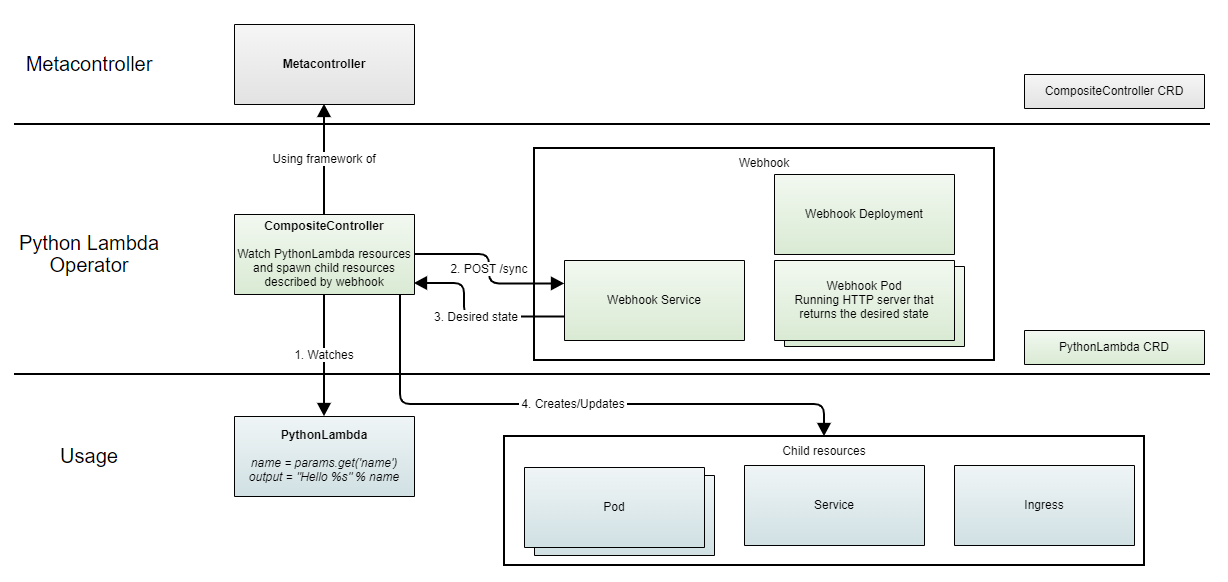 Metacontroller
Metacontroller
CompositeController CRD
Using framework of
Python Lambda
Operator
CompositeController
Watch PythonLambda resources
and spawn child resources
described by webhook
2. POST /sync
3. Desired state
1. Watches
Webhook
Webhook Deployment
Webhook Service
Webhook Pod
Running HTTP server that
returns the desired state
PythonLambda CRD
4. Creates/Updates
Usage
PythonLambda
name = params.get('name')
output = "Hello %s" % name
Child resources
Pod
Service
Ingress